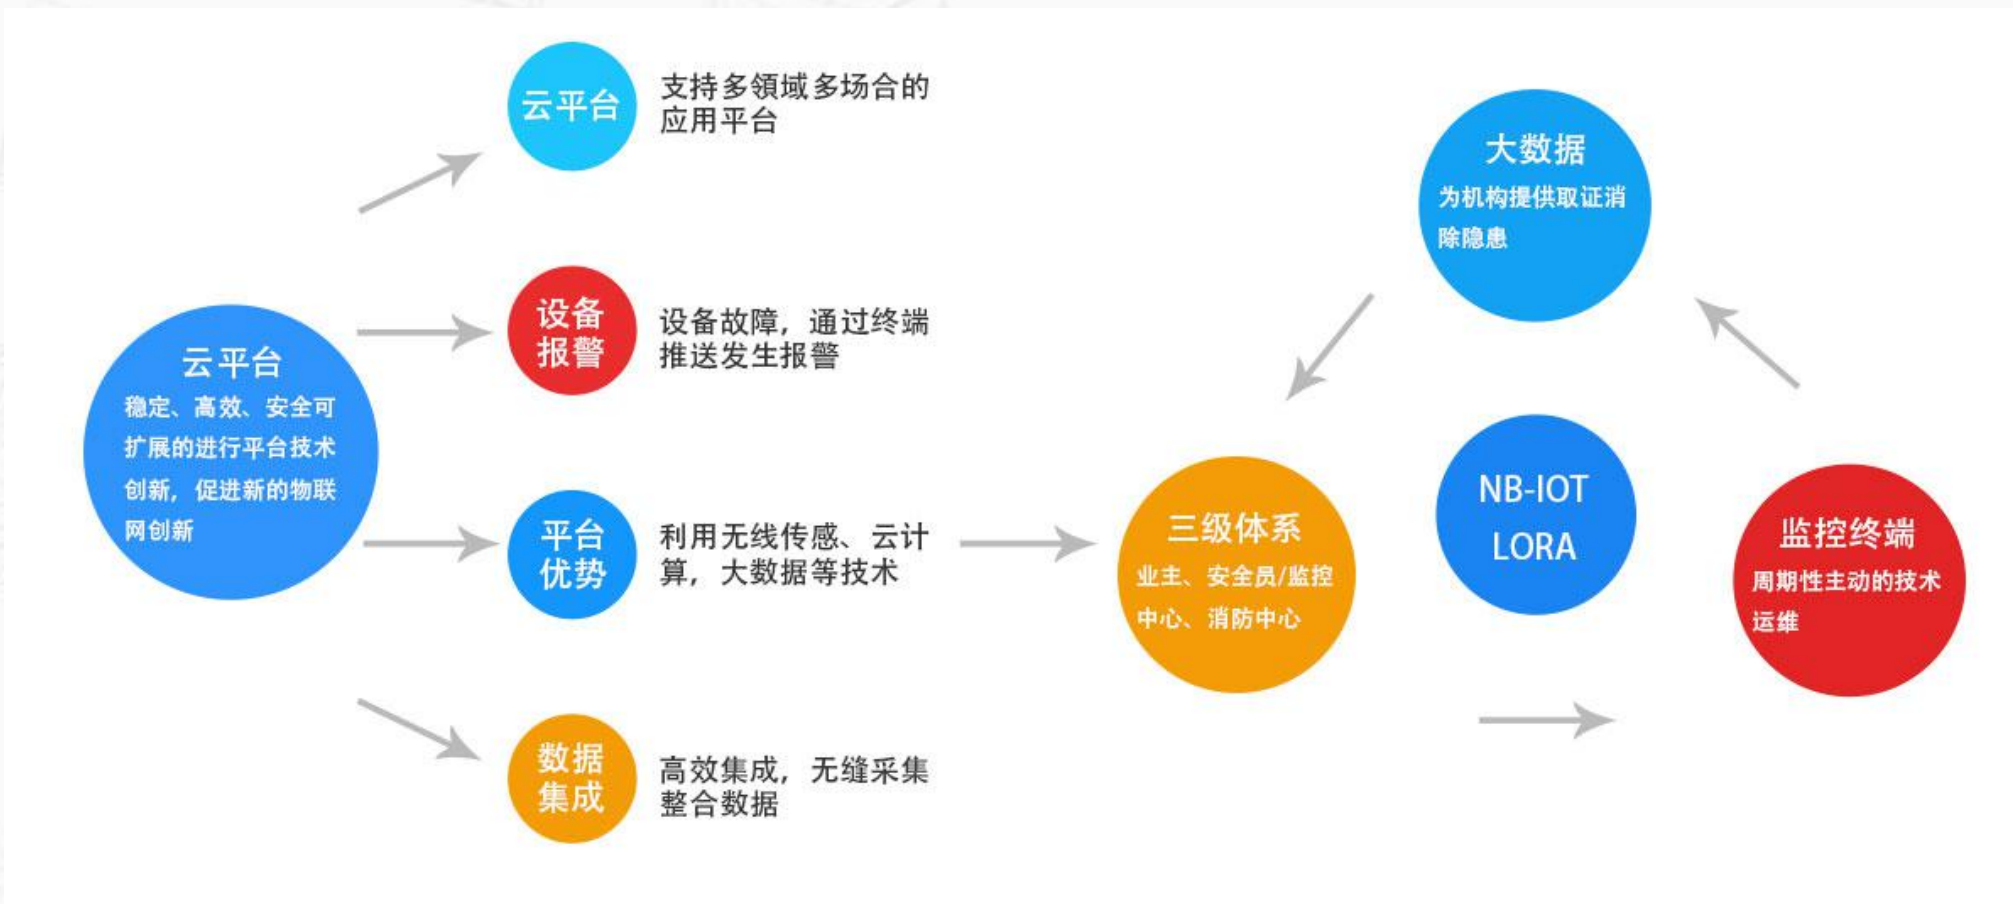 云平台
稳定、高效、安全可
扩展的进行平台技术
创新，促进新的物联
网创新
云平台
支持多領域多场合的
应用平台
设备
报警
设备故障，通过终端
推送发生报警
平台
优势
利用无线传感、云计
算，大数据等技术
数据
集成
高效集成，无缝采集
整合数据
三级体系
业主、安全员/监控
中心、消防中心
大数据
为机构提供取证消
除隐患
NB-IOT
LORA
监控终端
周期性主动的技术
运维